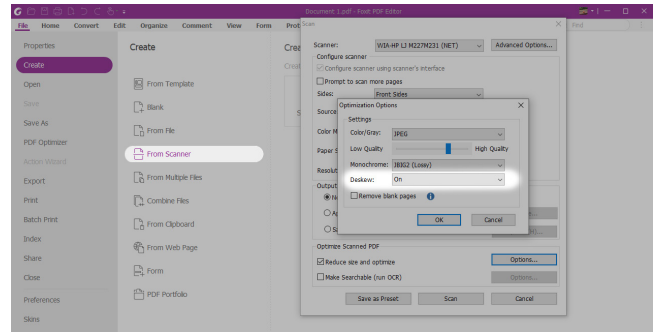 Document 1.pdf - Foxit PDF Editor
File Home Convert Edit Organize Comment View Form Prot
Find
Properties
Create
Open
Save
Save As
PDF Optimizer
Action Wizard
Export
Print
Batch Print
Index
Share
Close
Preferences
Skins
Create
From Template
Blank
From File
From Scanner
From Multiple Files
Combine Files
From Clipboard
From Web Page
Form
PDF Portfolio
Scan
Scanner: WIA-HP LJ M227M231 (NET) Advanced Options...
Configure scanner
Configure scanner using scanner's interface
Prompt to scan more pages
Sides: Front Sides
Source
Color M
Paper S
Resolut
Output
Optimization Options
Settings
Color/Gray: JPEG
Low Quality High Quality
Monochrome: JBIG2 (Lossy)
Deskew: On
Remove blank pages
OK Cancel
Optimize Scanned PDF
Reduce size and optimize Options...
Make Searchable (run OCR) Options...
Save as Preset Scan Cancel